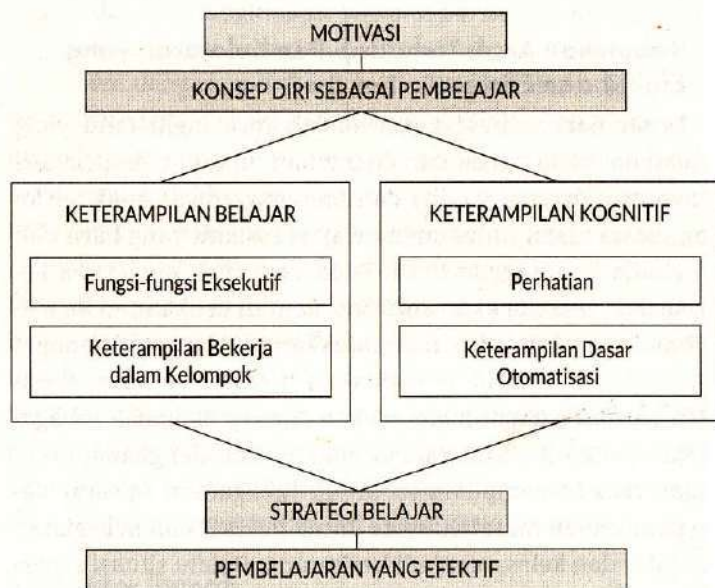 MOTIVASI
KONSEP DIRI SEBAGAI PEMBELAJAR
KETERAMPILAN BELAJAR
Fungsi-fungsi Eksekutif
Keterampilan Bekerja
dalam Kelompok
KETERAMPILAN KOGNITIF
Perhatian
Keterampilan Dasar
Otomatisasi
STRATEGI BELAJAR
PEMBELAJARAN YANG EFEKTIF